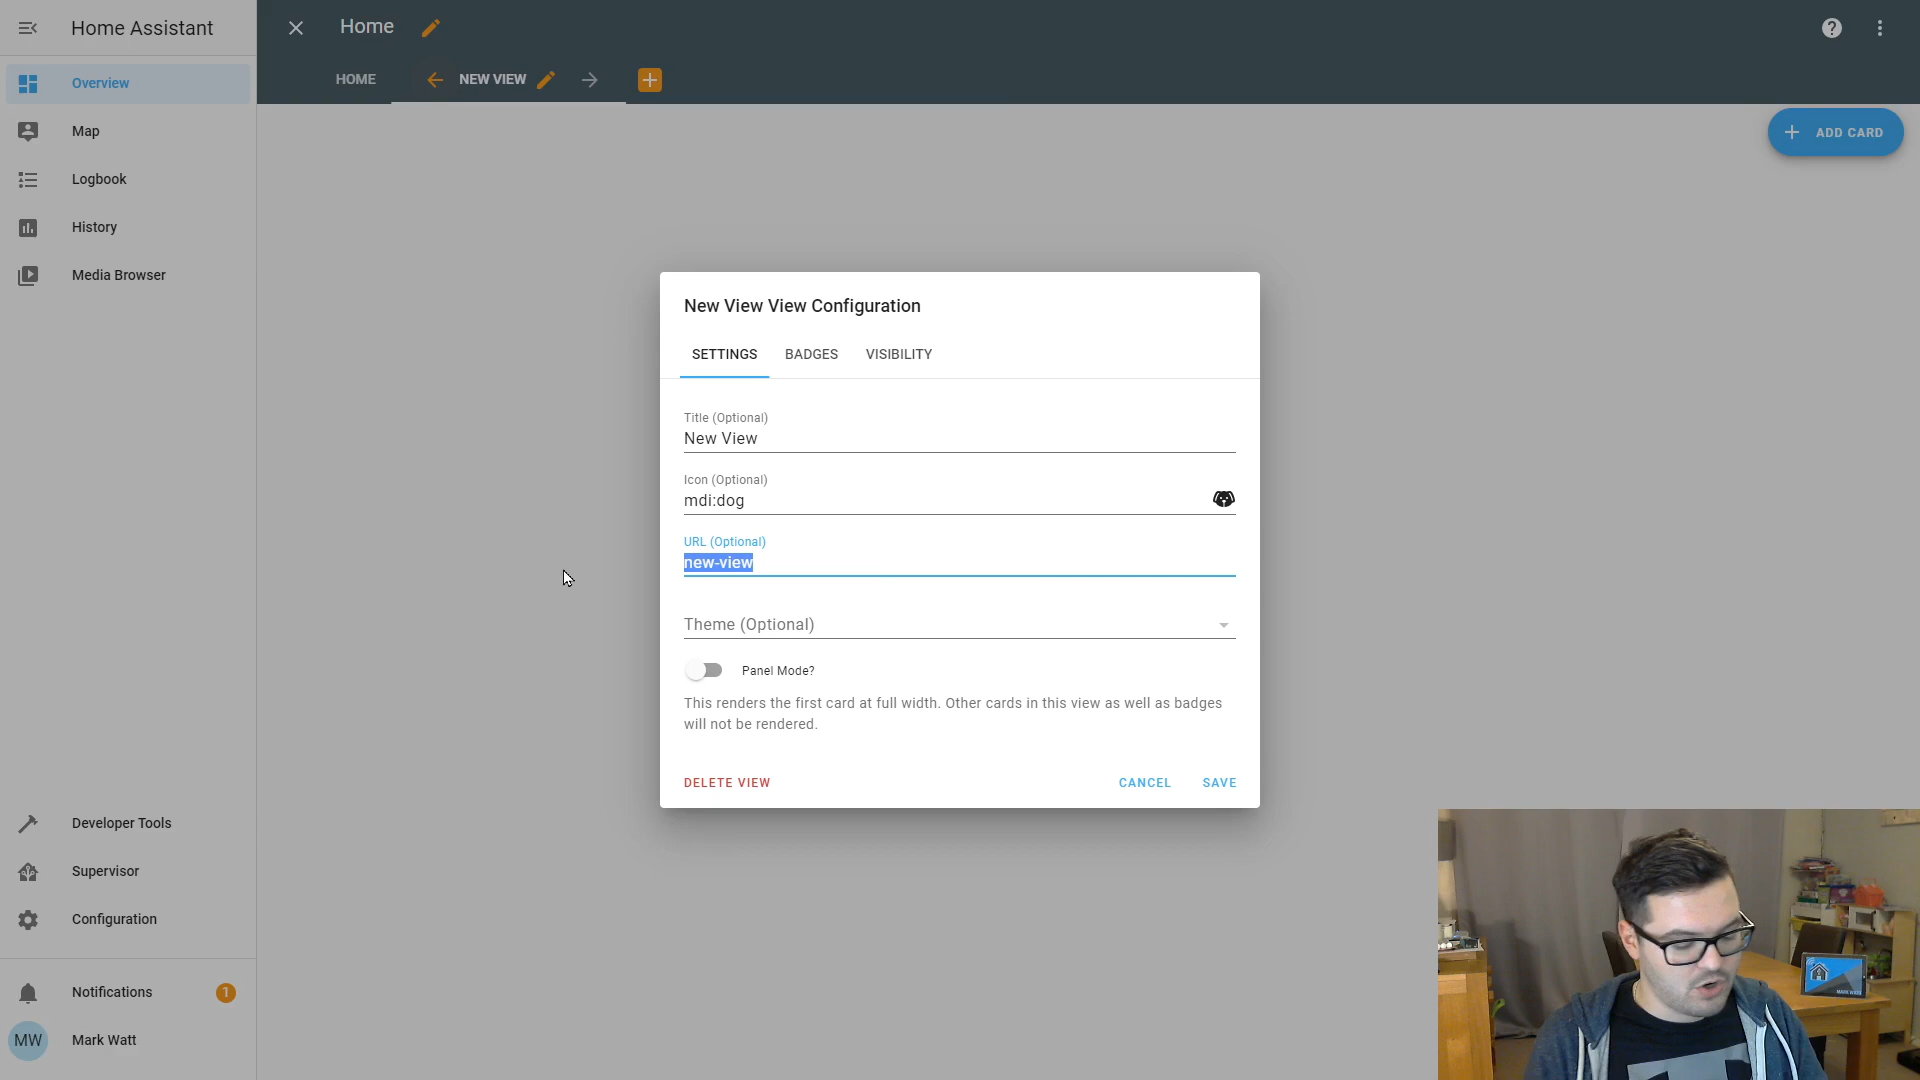 Home Assistant
Home
HOME
NEW VIEW
ADD CARD
Overview
Map
Logbook
History
Media Browser
New View View Configuration
SETTINGS
BADGES
VISIBILITY
Title (Optional)
New View
Icon (Optional)
mdi:dog
URL (Optional)
new-view
Theme (Optional)
Panel Mode?
This renders the first card at full width. Other cards in this view as well as badges
will not be rendered.
DELETE VIEW
CANCEL
SAVE
Developer Tools
Supervisor
Configuration
Notifications
1
MW
Mark Watt
MARK WATT